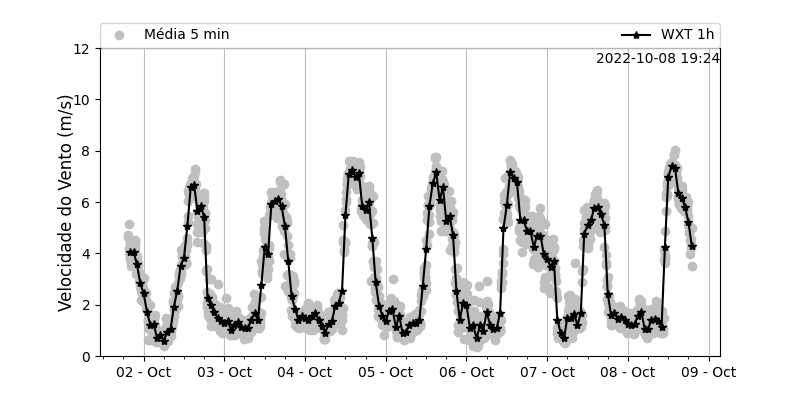 Média 5 min
WXT 1h
2022-10-08 19:24
Velocidade do Vento (m/s)
12
10
8
6
4
2
0
02 - Oct
03 - Oct
04 - Oct
05 - Oct
06 - Oct
07 - Oct
08 - Oct
09 - Oct